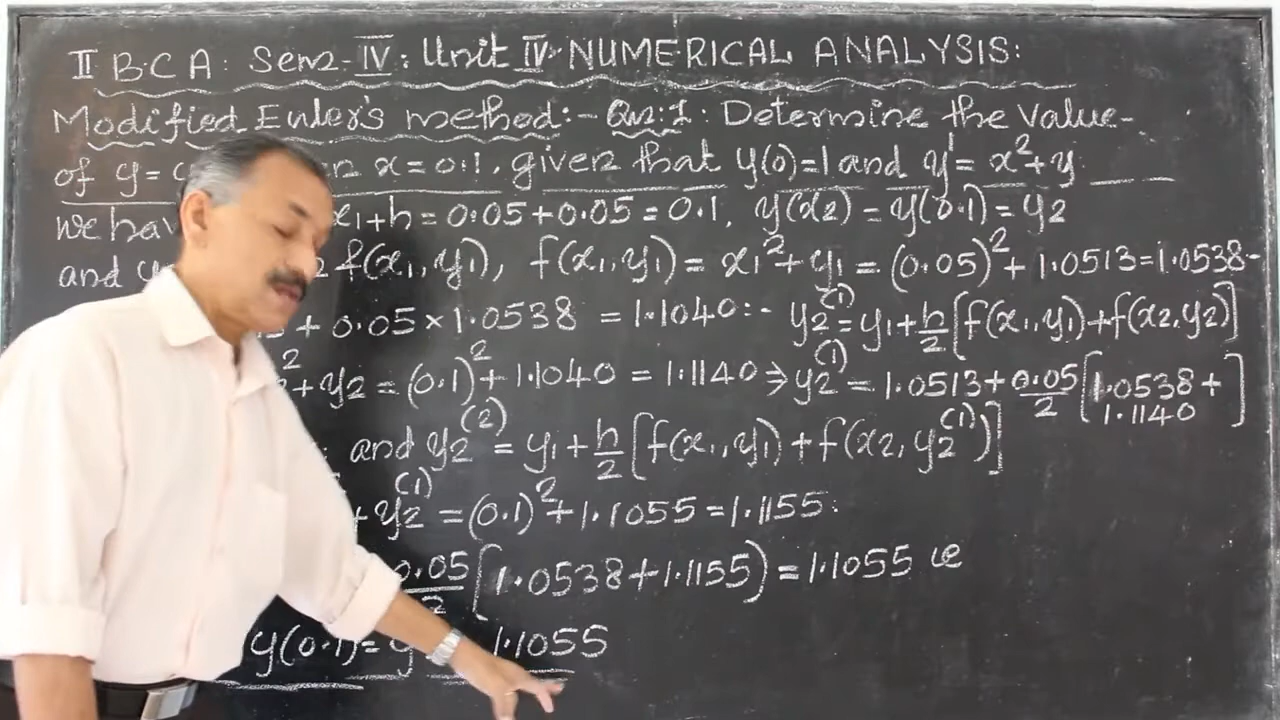 II B.C A: Sem-IV: Unit IV NUMERICAL ANALYSIS:
Modified Euler's method:- Qn:1: Determine the value-
of y= x=0.1, given that y(0)=1 and y'= x²+y
we x₁+h = 0.05+0.05=0.1, y(x₂) = y(0.1) = y₂
and f(x₁,y₁), f(x₁,y₁) = x₁²+y₁ = (0.05)²+1.0513=1.0538-
+ 0.05×1.0538 = 1.1040:- y₂⁽¹⁾=y₁+h/2[f(x₁,y₁)+f(x₂,y₂)]
²+y₂ = (0.1)²+1.1040 = 1.1140 ⇒ y₂⁽¹⁾ = 1.0513+0.05/2[1.0538+1.1140]
and y₂⁽²⁾ = y₁+h/2[f(x₁,y₁)+f(x₂,y₂⁽¹⁾)]
+y₂⁽¹⁾ =(0.1)²+1.1055=1.1155:
0.05/2[1.0538+1.1155)=1.1055 ie
y(0.1)= y 1.1055